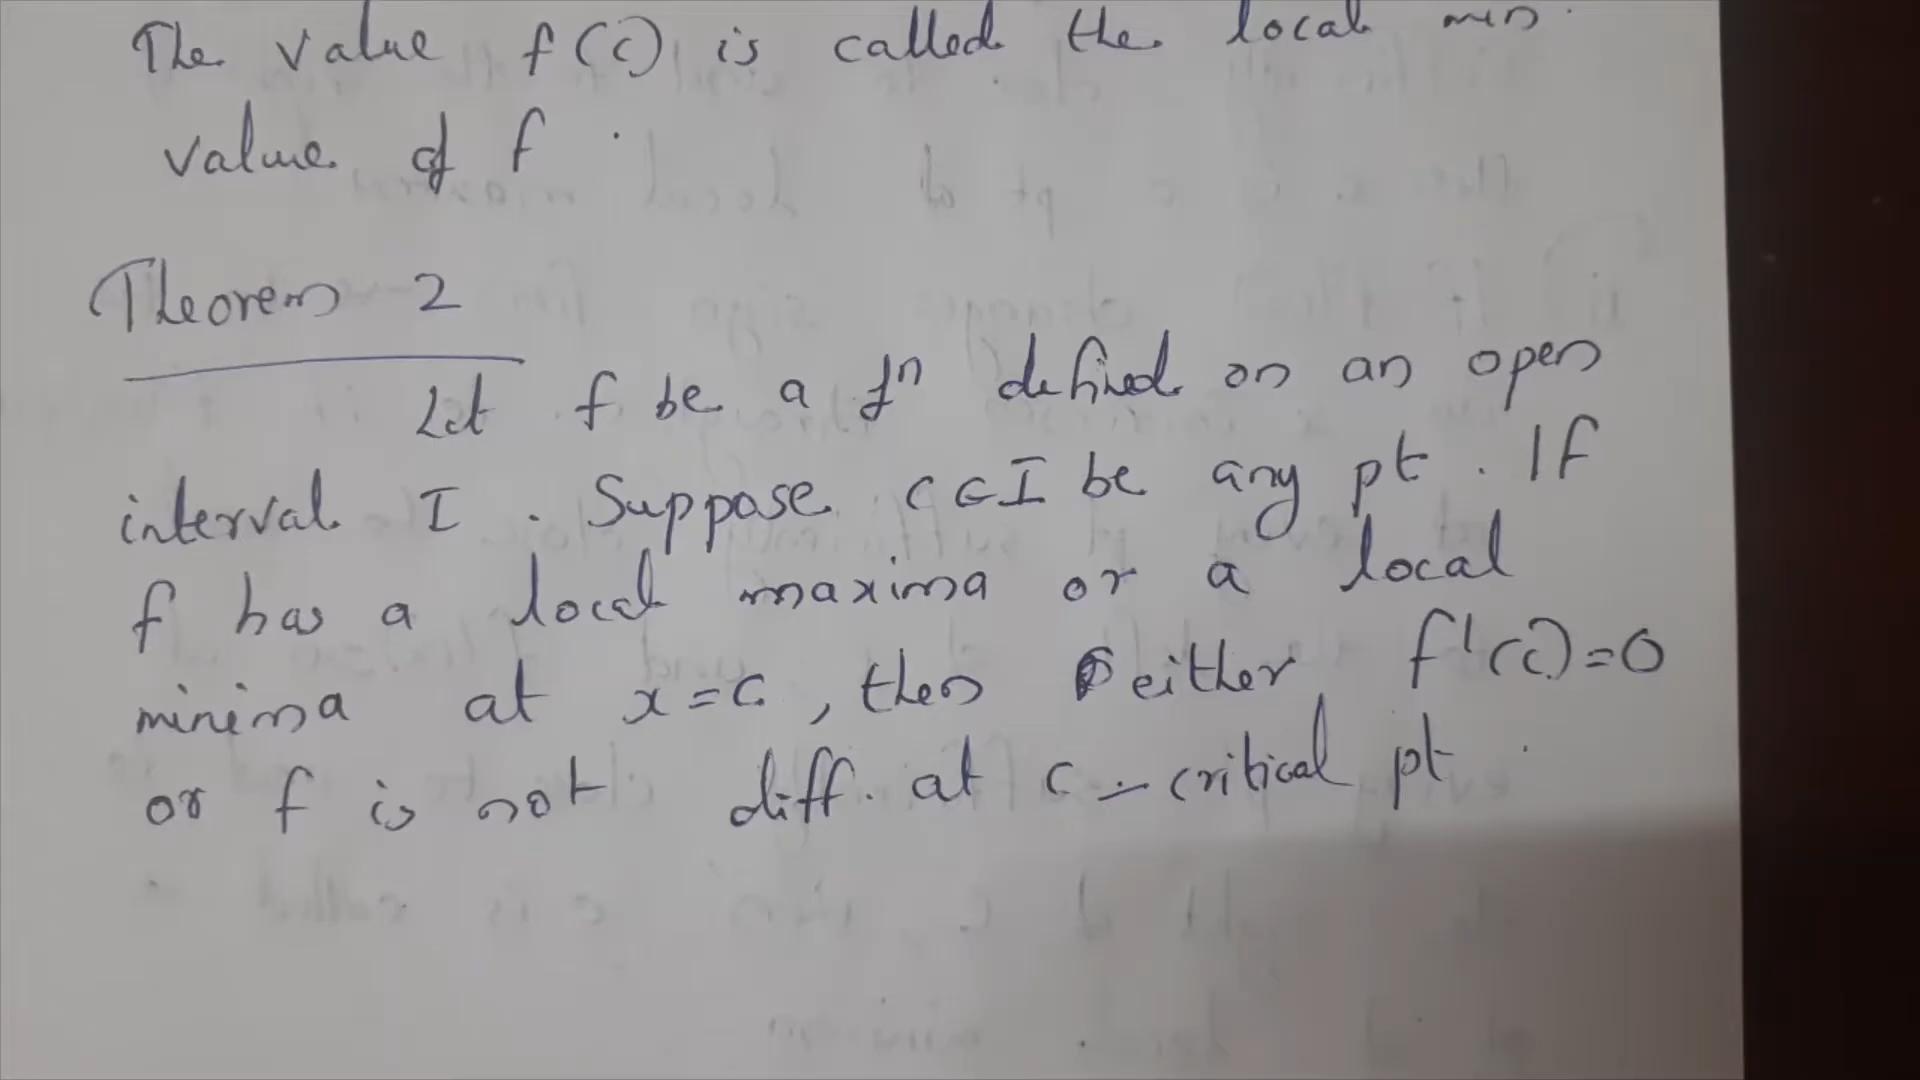 The value f(c) is called the local min.
value of f.
Theorem 2
Let f be a fⁿ defined on an open
interval I. Suppose c∈I be any pt. If
f has a local maxima or a local
minima at x=c, then either f'(c)=0
or f is not diff. at c – critical pt.